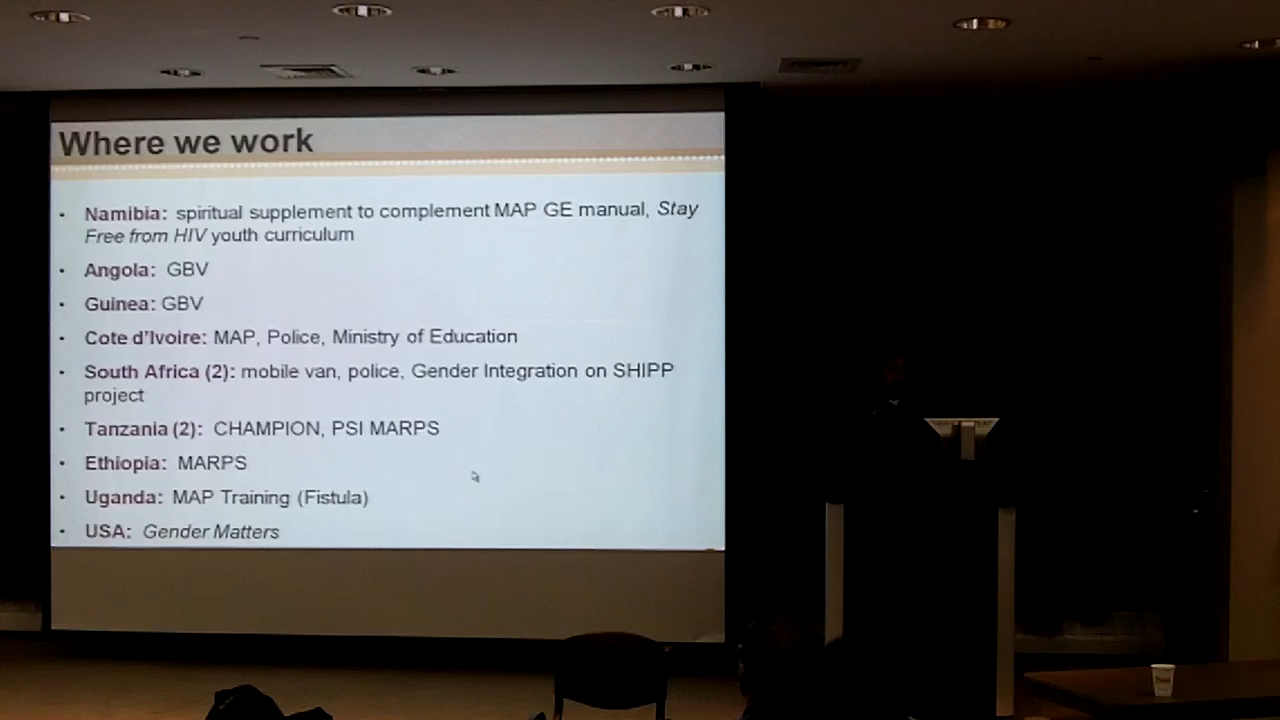 Where we work
• Namibia: spiritual supplement to complement MAP GE manual, Stay
Free from HIV youth curriculum
• Angola: GBV
• Guinea: GBV
• Cote d'Ivoire: MAP, Police, Ministry of Education
• South Africa (2): mobile van, police, Gender Integration on SHIPP
project
• Tanzania (2): CHAMPION, PSI MARPS
• Ethiopia: MARPS
• Uganda: MAP Training (Fistula)
• USA: Gender Matters